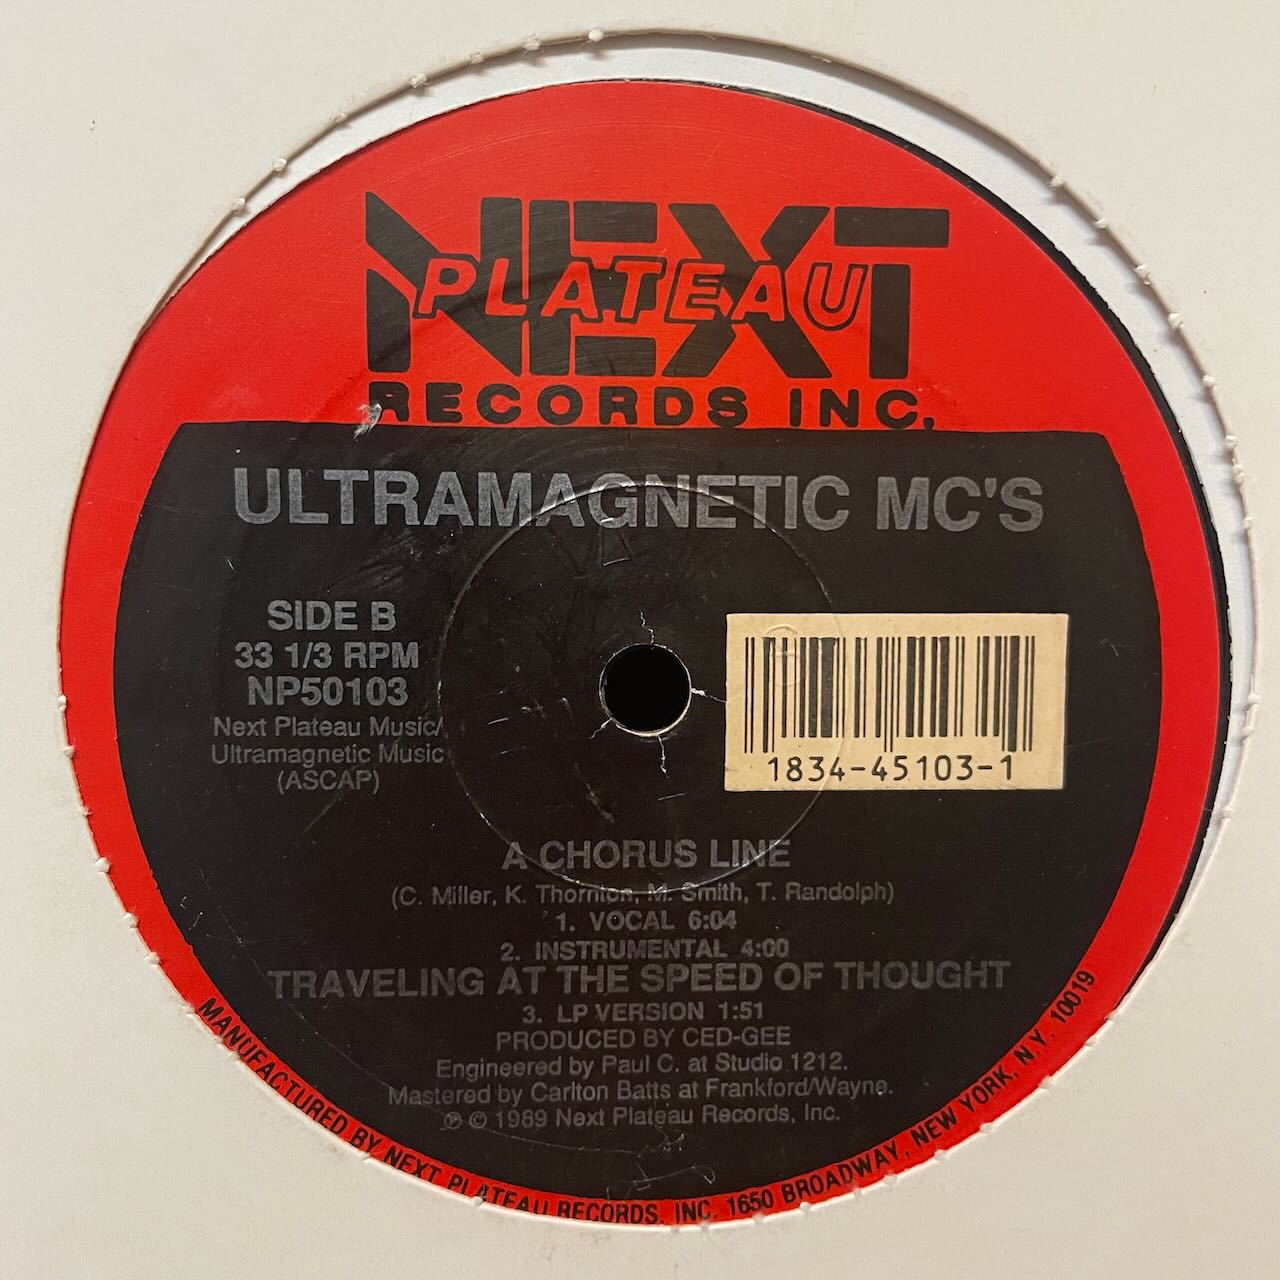 NEXT
PLATEAU
RECORDS INC.
ULTRAMAGNETIC MC'S
SIDE B
33 1/3 RPM
NP50103
Next Plateau Music/
Ultramagnetic Music
(ASCAP)
1834-45103-1
A CHORUS LINE
(C. Miller, K. Thornton, M. Smith, T. Randolph)
1. VOCAL 6:04
2. INSTRUMENTAL 4:00
TRAVELING AT THE SPEED OF THOUGHT
3. LP VERSION 1:51
PRODUCED BY CED-GEE
Engineered by Paul C. at Studio 1212.
Mastered by Carlton Batts at Frankford/Wayne.
℗ © 1989 Next Plateau Records, Inc.
MANUFACTURED BY NEXT PLATEAU RECORDS, INC. 1650 BROADWAY, NEW YORK, N.Y. 10019